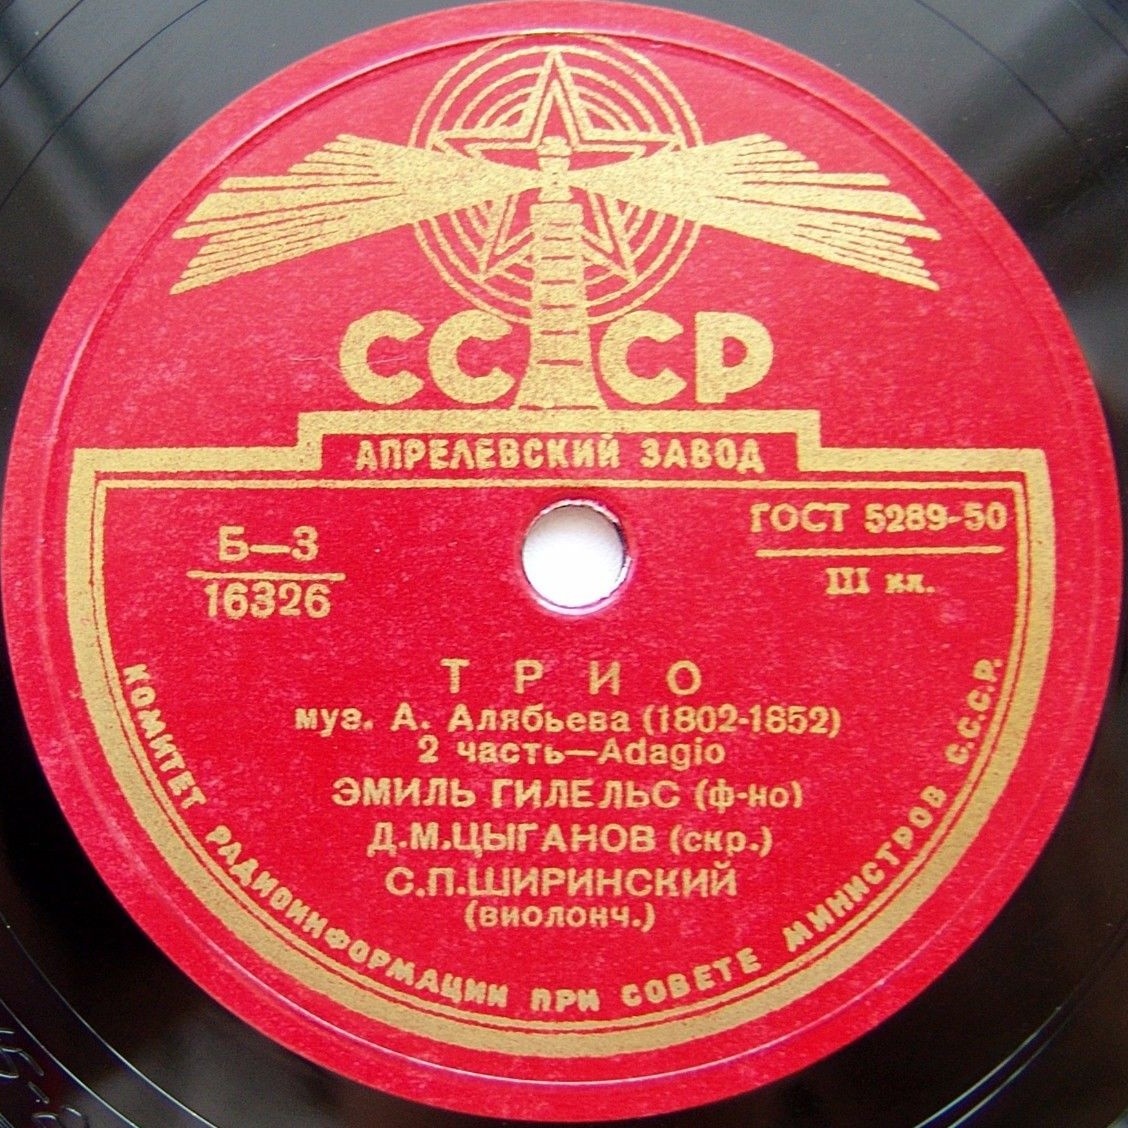 СССР
АПРЕЛЕВСКИЙ ЗАВОД
Б—3
16326
ГОСТ 5289-50
III кл.
ТРИО
муз. А. Алябьева (1802-1852)
2 часть—Adagio
ЭМИЛЬ ГИЛЕЛЬС (ф-но)
Д.М.ЦЫГАНОВ (скр.)
С.П.ШИРИНСКИЙ
(виолонч.)
КОМИТЕТ РАДИОИНФОРМАЦИИ ПРИ СОВЕТЕ МИНИСТРОВ С.С.С.Р.